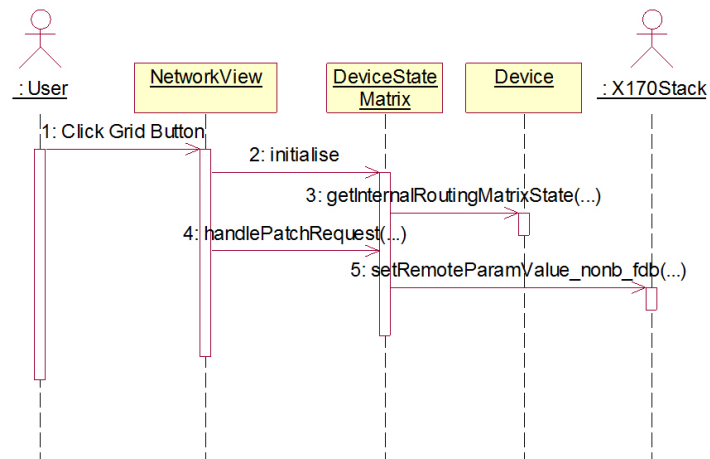 : User
NetworkView
DeviceState
Matrix
Device
: X170Stack
1: Click Grid Button
2: initialise
3: getInternalRoutingMatrixState(...)
4: handlePatchRequest(...)
5: setRemoteParamValue_nonb_fdb(...)